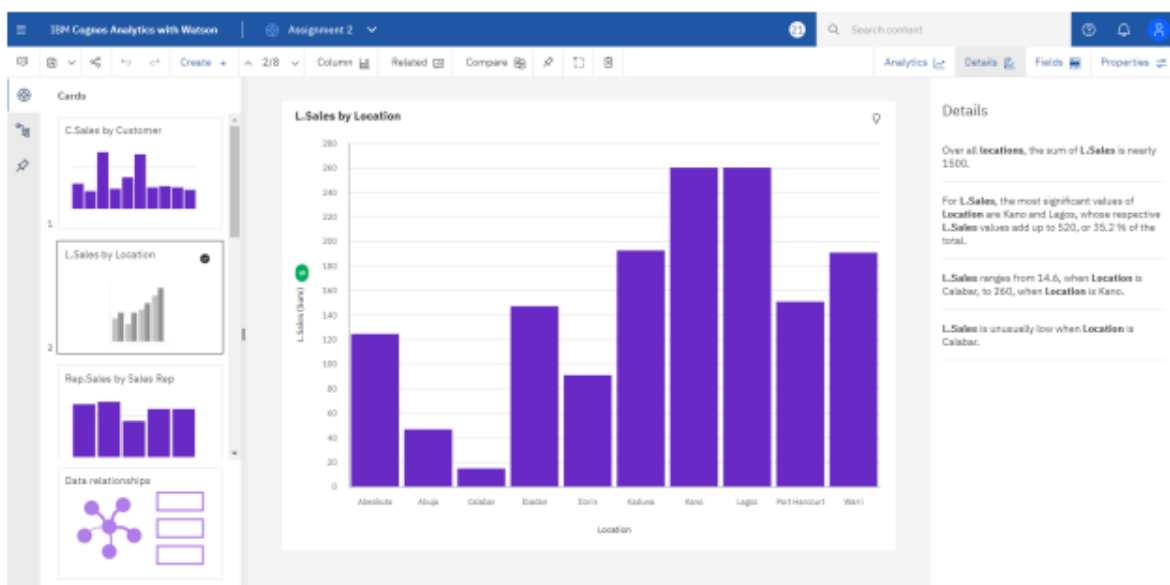 IBM Cognos Analytics with Watson
Assignment 2
21
Search content
Create +
2/8
Column
Related
Compare
Analytics
Details
Fields
Properties
Cards
C.Sales by Customer
1
L.Sales by Location
2
Rep.Sales by Sales Rep
Data relationships
L.Sales by Location
280
260
240
220
200
180
160
140
120
100
80
60
40
20
0
L.Sales (Sum)
Abeokuta
Abuja
Calabar
Ibadan
Ilorin
Kaduna
Kano
Lagos
Port Harcourt
Warri
Location
Details
Over all locations, the sum of L.Sales is nearly
1500.
For L.Sales, the most significant values of
Location are Kano and Lagos, whose respective
L.Sales values add up to 520, or 35.2 % of the
total.
L.Sales ranges from 14.6, when Location is
Calabar, to 260, when Location is Kano.
L.Sales is unusually low when Location is
Calabar.